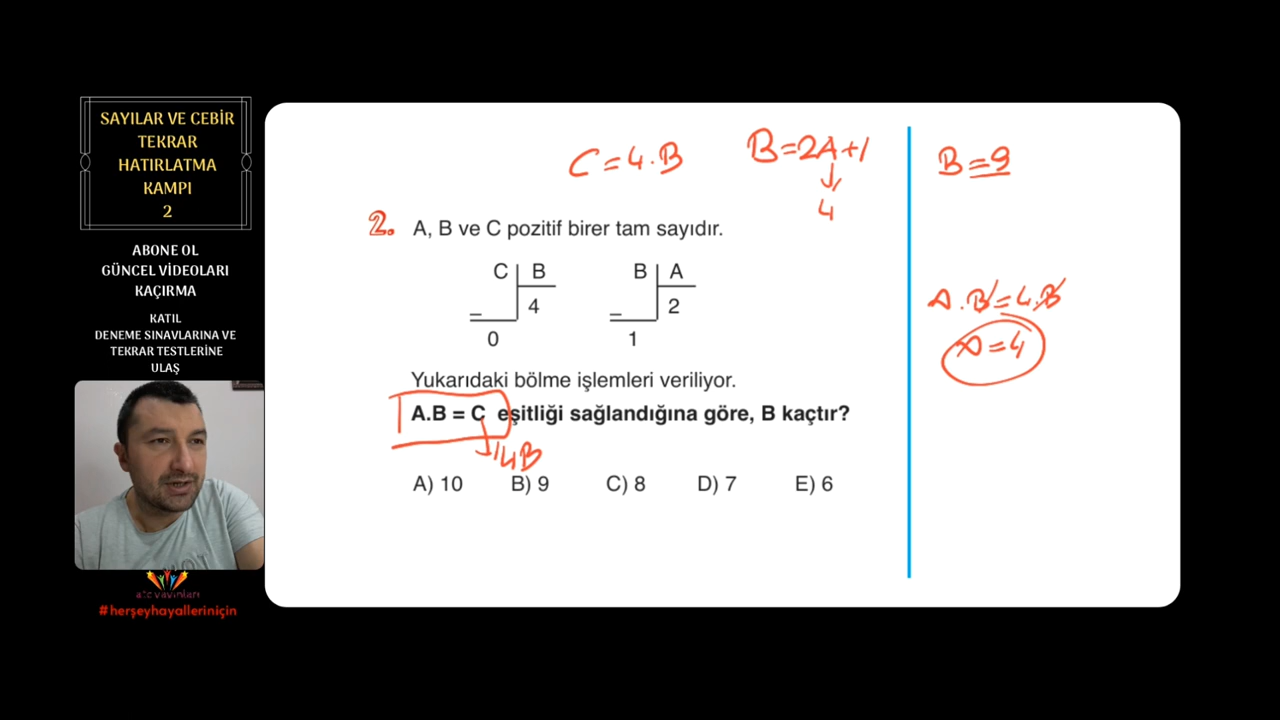 SAYILAR VE CEBİR
TEKRAR
HATIRLATMA
KAMPI
2
ABONE OL
GÜNCEL VİDEOLARI
KAÇIRMA
KATIL
DENEME SINAVLARINA VE
TEKRAR TESTLERİNE
ULAŞ
a:c yayınları
#herşeyhayalleriniçin
C = 4.B
B = 2A+1
4
2. A, B ve C pozitif birer tam sayıdır.
C B
4
0
B A
2
1
Yukarıdaki bölme işlemleri veriliyor.
A.B = C eşitliği sağlandığına göre, B kaçtır?
4B
A) 10 B) 9 C) 8 D) 7 E) 6
B = 9
A.B = 4.B
A = 4